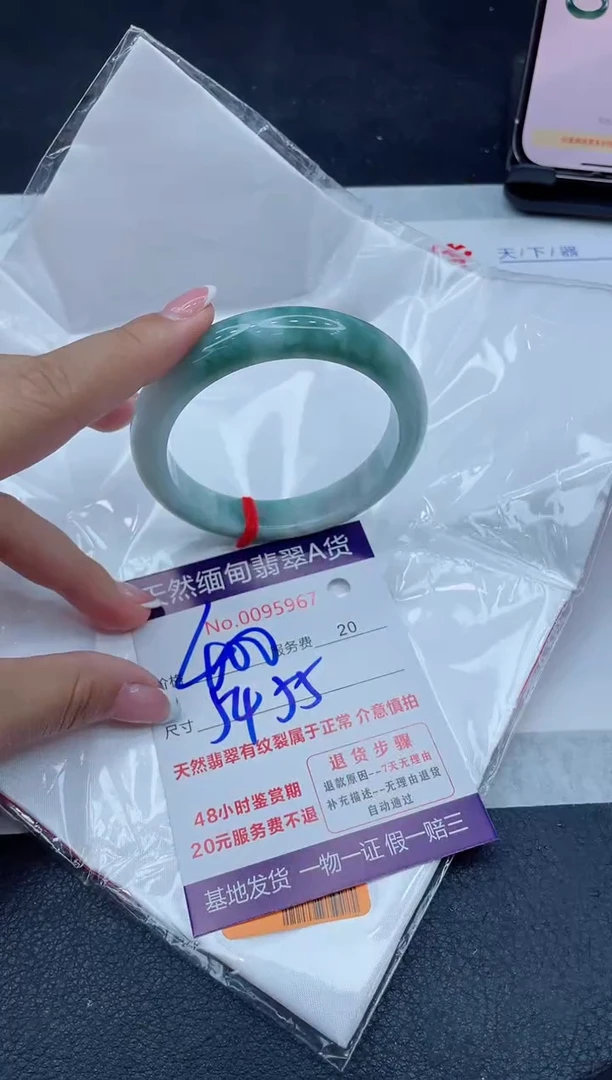 天/下/器
天然缅甸翡翠A货
No.0095967
价格 服务费 20
尺寸 54 55
天然翡翠有纹裂属于正常 介意慎拍
48小时鉴赏期
20元服务费不退
退货步骤
退款原因--7天无理由
补充描述--无理由退货
自动通过
基地发货 一物一证 假一赔三